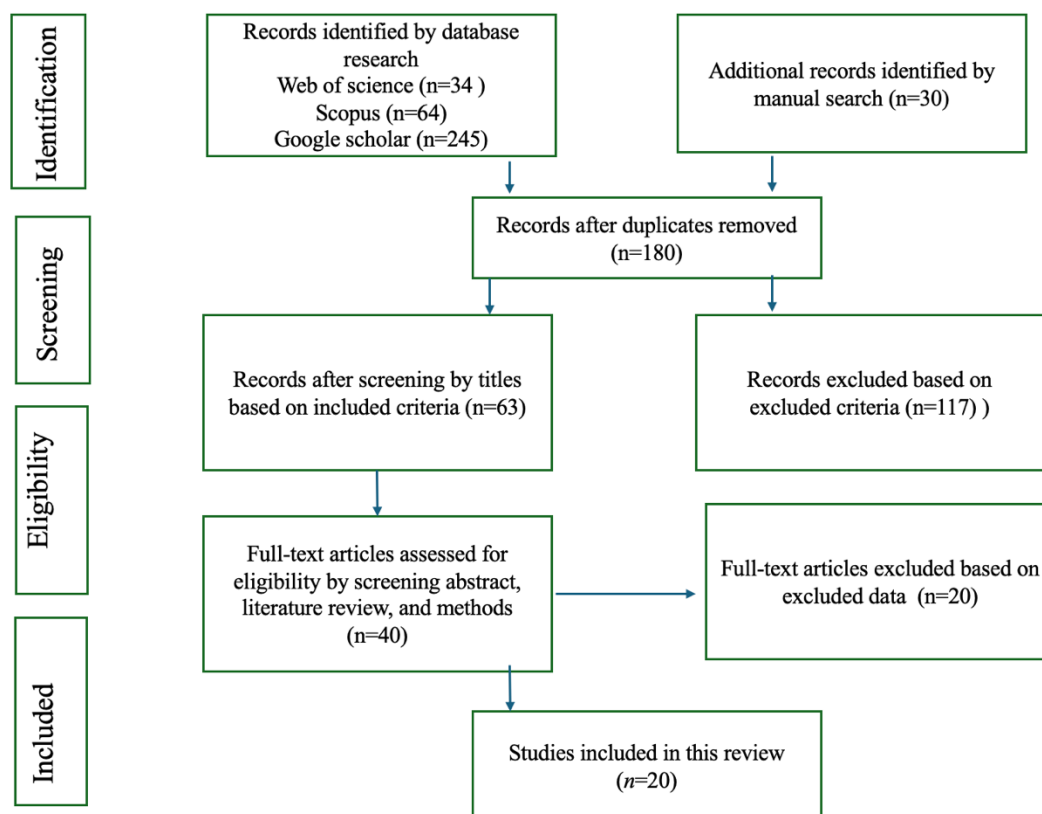 Identification
Records identified by database
research
Web of science (n=34 )
Scopus (n=64)
Google scholar (n=245)
Additional records identified by
manual search (n=30)
Screening
Records after duplicates removed
(n=180)
Records after screening by titles
based on included criteria (n=63)
Records excluded based on
excluded criteria (n=117) )
Eligibility
Full-text articles assessed for
eligibility by screening abstract,
literature review, and methods
(n=40)
Full-text articles excluded based on
excluded data (n=20)
Included
Studies included in this review
(n=20)